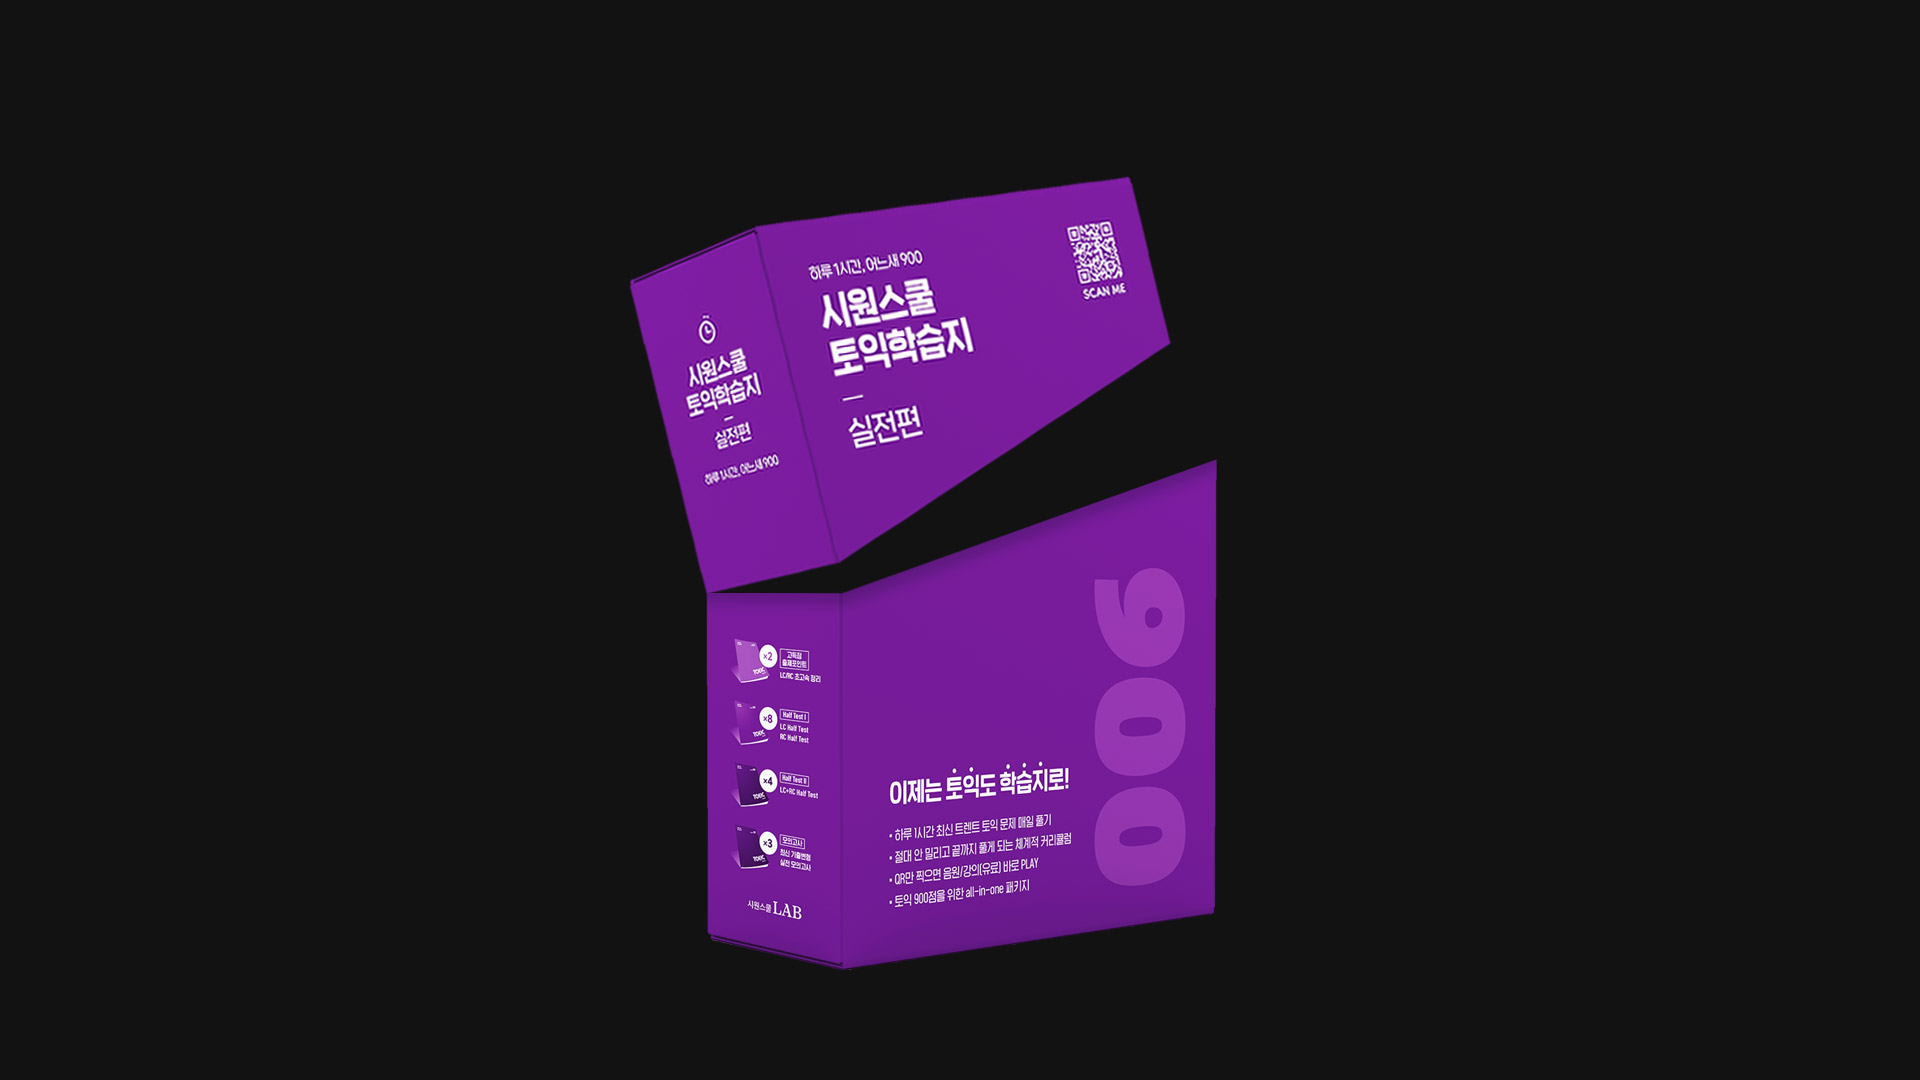 하루 1시간, 어느새 900
시원스쿨
토익학습지
실전편
SCAN ME
시원스쿨
토익학습지
실전편
하루 1시간, 어느새 900
×2
고득점
출제포인트
LC/RC 초고속 정리
×8
Half Test I
LC Half Test
RC Half Test
×4
Half Test II
LC+RC Half Test
×3
모의고사
최신 기출변형
실전 모의고사
시원스쿨 LAB
이제는 토익도 학습지로!
• 하루 1시간 최신 트렌드 토익 문제 매일 풀기
• 절대 안 밀리고 끝까지 풀게 되는 체계적 커리큘럼
• QR만 찍으면 음원/강의(유료) 바로 PLAY
• 토익 900점을 위한 all-in-one 패키지
900